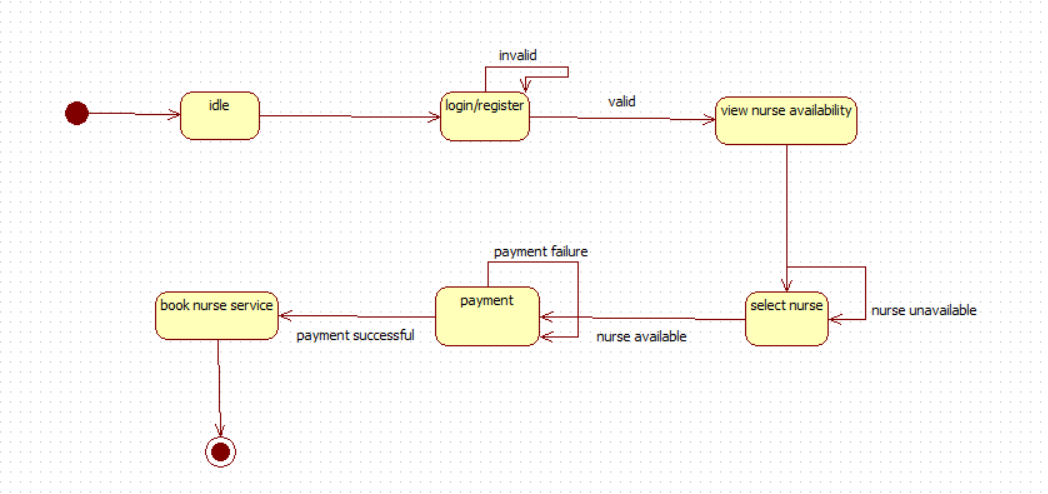 invalid
idle
login/register
valid
view nurse availability
payment failure
book nurse service
payment
select nurse
nurse unavailable
payment successful
nurse available